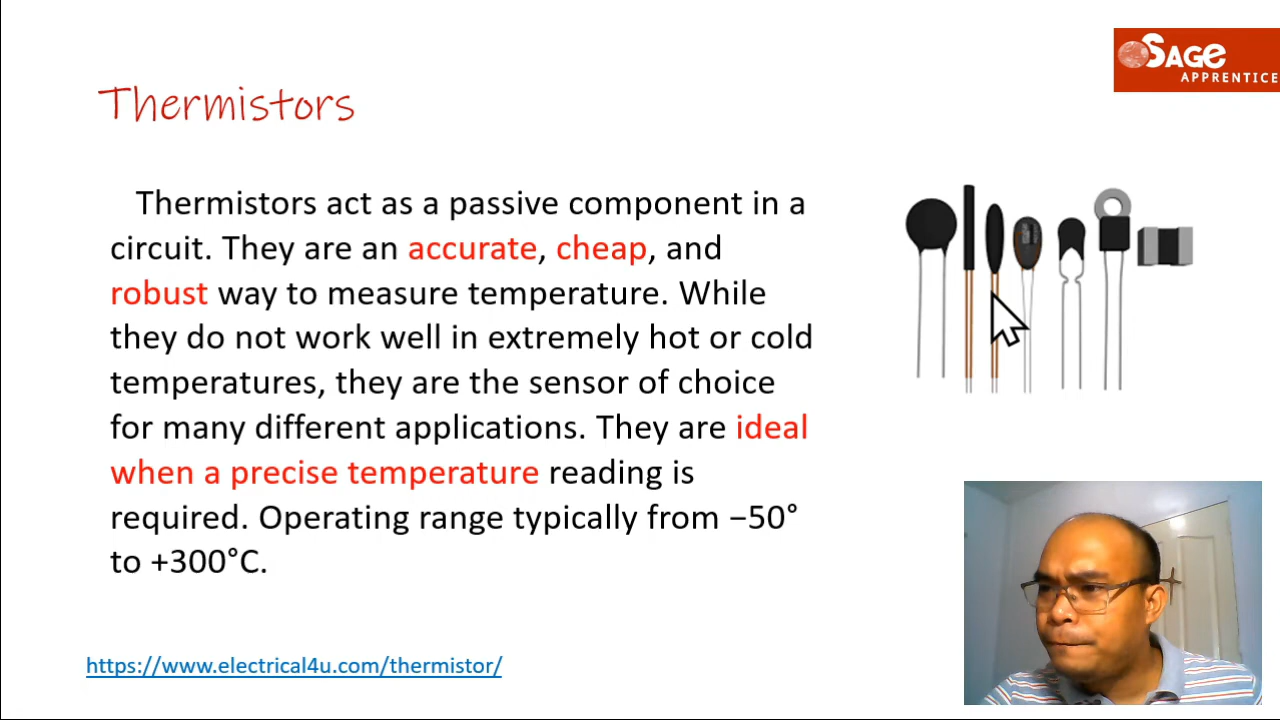 SAGE
APPRENTICE
Thermistors
Thermistors act as a passive component in a
circuit. They are an accurate, cheap, and
robust way to measure temperature. While
they do not work well in extremely hot or cold
temperatures, they are the sensor of choice
for many different applications. They are ideal
when a precise temperature reading is
required. Operating range typically from −50°
to +300°C.
https://www.electrical4u.com/thermistor/